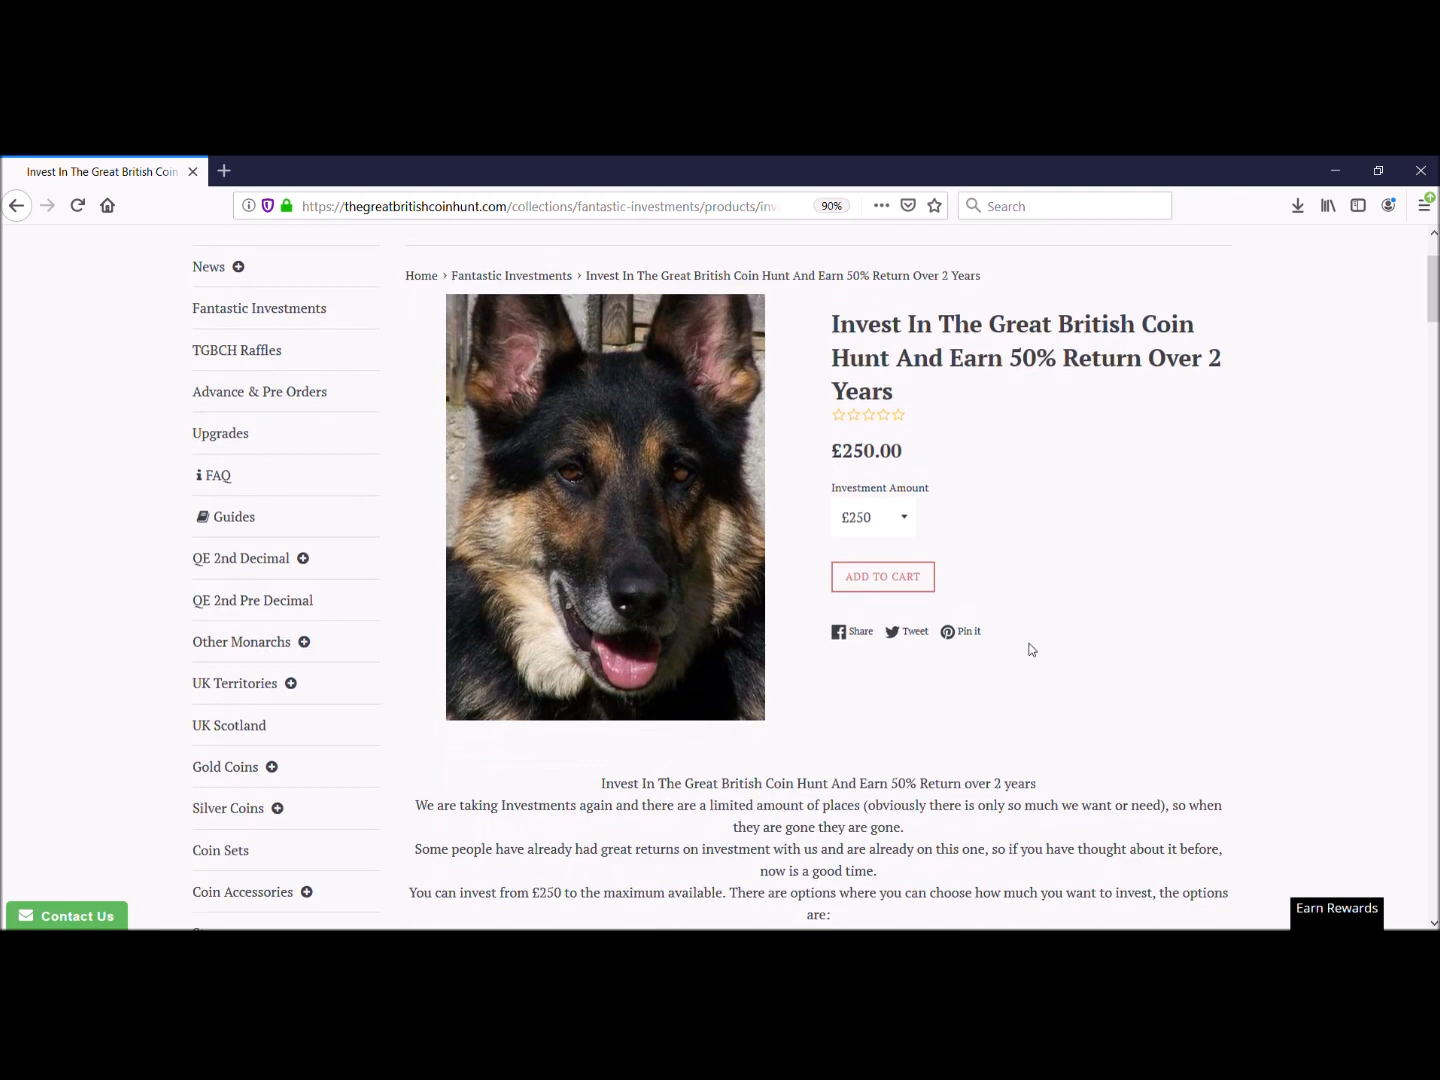 Invest In The Great British Coin
https://thegreatbritishcoinhunt.com/collections/fantastic-investments/products/inv
90%
Search
News
Fantastic Investments
TGBCH Raffles
Advance & Pre Orders
Upgrades
FAQ
Guides
QE 2nd Decimal
QE 2nd Pre Decimal
Other Monarchs
UK Territories
UK Scotland
Gold Coins
Silver Coins
Coin Sets
Coin Accessories
Home › Fantastic Investments › Invest In The Great British Coin Hunt And Earn 50% Return Over 2 Years
Invest In The Great British Coin
Hunt And Earn 50% Return Over 2
Years
£250.00
Investment Amount
£250
ADD TO CART
Share Tweet Pin it
Invest In The Great British Coin Hunt And Earn 50% Return over 2 years
We are taking Investments again and there are a limited amount of places (obviously there is only so much we want or need), so when
they are gone they are gone.
Some people have already had great returns on investment with us and are already on this one, so if you have thought about it before,
now is a good time.
You can invest from £250 to the maximum available. There are options where you can choose how much you want to invest, the options
are:
Contact Us
Earn Rewards